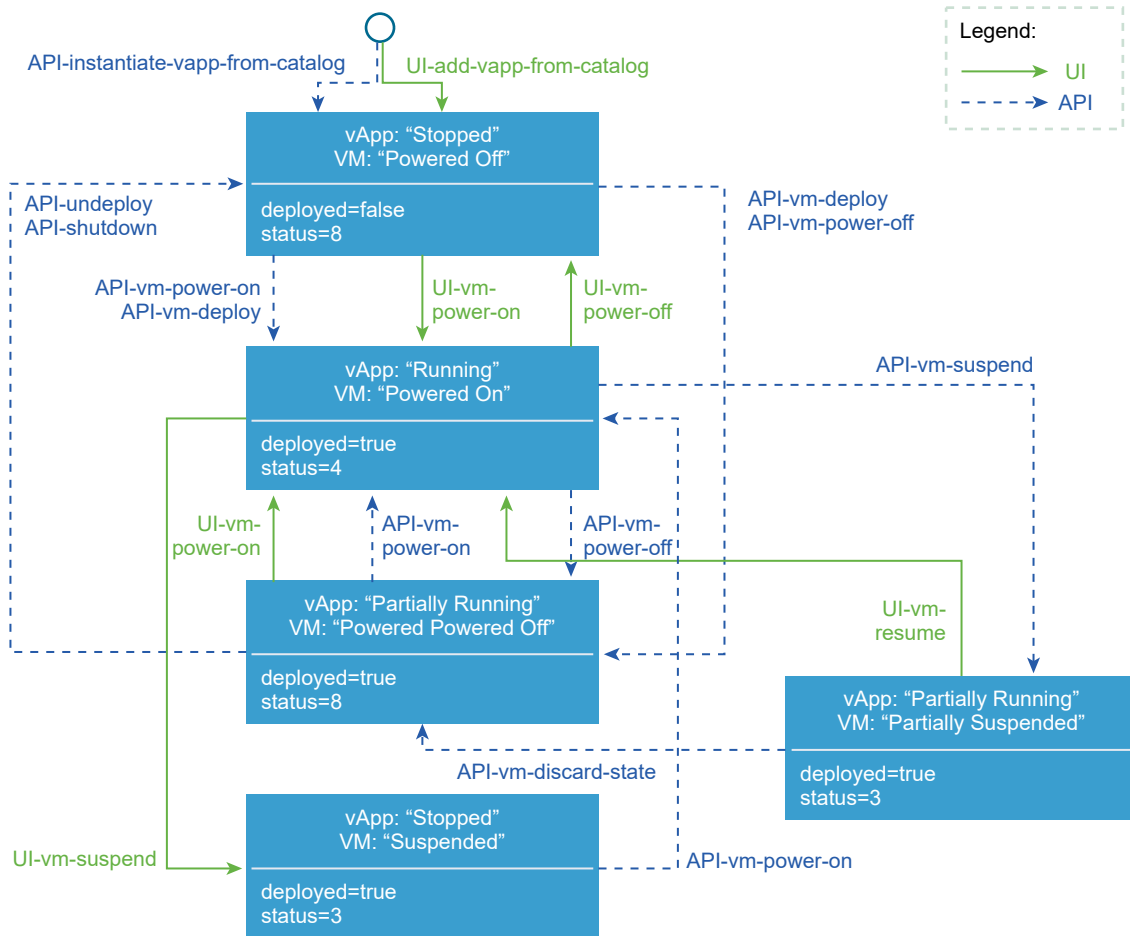 Legend:
UI
API
API-instantiate-vapp-from-catalog
UI-add-vapp-from-catalog
vApp: “Stopped”
VM: “Powered Off”
deployed=false
status=8
API-undeploy
API-shutdown
API-vm-deploy
API-vm-power-off
API-vm-power-on
API-vm-deploy
UI-vm-
power-on
UI-vm-
power-off
vApp: “Running”
VM: “Powered On”
deployed=true
status=4
API-vm-suspend
UI-vm-
power-on
API-vm-
power-on
API-vm-
power-off
vApp: “Partially Running”
VM: “Powered Powered Off”
deployed=true
status=8
UI-vm-
resume
vApp: “Partially Running”
VM: “Partially Suspended”
deployed=true
status=3
API-vm-discard-state
vApp: “Stopped”
VM: “Suspended”
deployed=true
status=3
UI-vm-suspend
API-vm-power-on